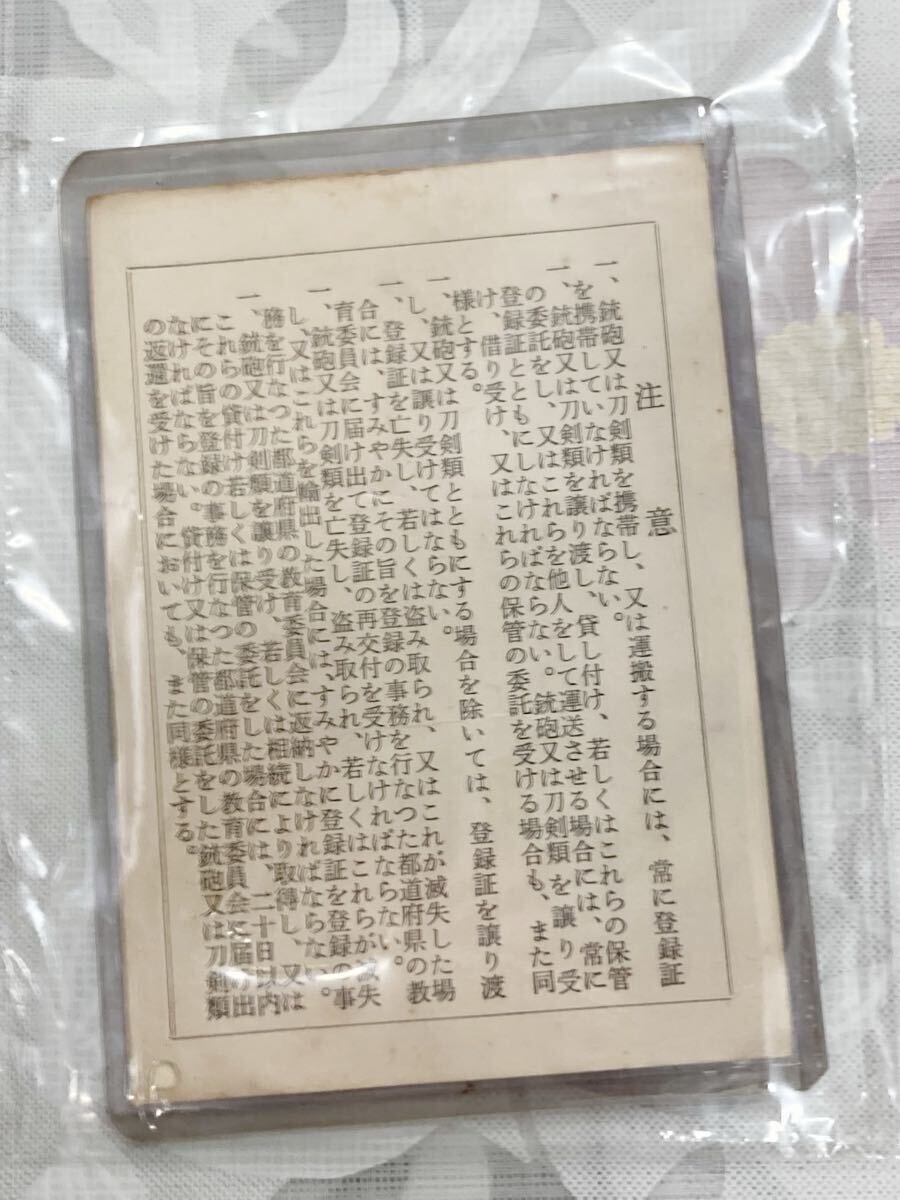 注意
一、銃砲又は刀剣類を携帯し、又は運搬する場合には、常に登録証
を携帯していなければならない。
一、銃砲又は刀剣類を譲り渡し、貸し付け、若しくはこれらの保管
の委託をし、又はこれらを他人をして運送させる場合には、常に
登録証とともにしなければならない。銃砲又は刀剣類を譲り受
け、借り受け、又はこれらの保管の委託を受ける場合も、また同
様とする。
一、銃砲又は刀剣類とともにする場合を除いては、登録証を譲り渡
し、又は譲り受けてはならない。
一、登録証を亡失し、若しくは盗み取られ、又はこれが滅失した場
合には、すみやかにその旨を登録の事務を行なつた都道府県の教
育委員会に届け出て登録証の再交付を受けなければならない。
一、銃砲又は刀剣類を亡失し、盗み取られ、若しくはこれらが滅失
し、又はこれらを輸出した場合には、すみやかに登録証を登録の事
務を行なつた都道府県の教育委員会に返納しなければならない。
一、銃砲又は刀剣類を譲り受け、若しくは相続により取得し、又は
これらの貸付け若しくは保管の委託をした場合には、二十日以内
にその旨を登録の事務を行なつた都道府県の教育委員会に届け出
なければならない。貸付け又は保管の委託をした銃砲又は刀剣類
の返還を受けた場合においても、また同様とする。